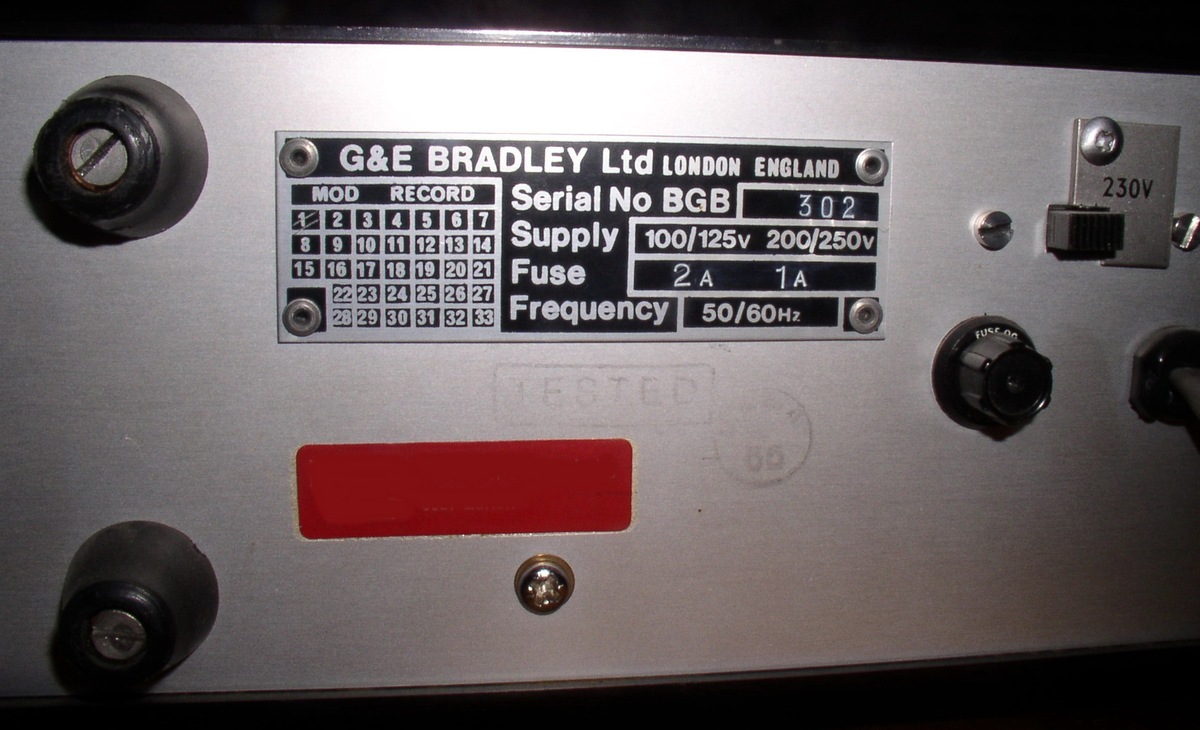 G&E BRADLEY Ltd LONDON ENGLAND
MOD RECORD
1 2 3 4 5 6 7
8 9 10 11 12 13 14
15 16 17 18 19 20 21
22 23 24 25 26 27
28 29 30 31 32 33
Serial No BGB 302
Supply 100/125v 200/250v
Fuse 2A 1A
Frequency 50/60Hz
230V
TESTED